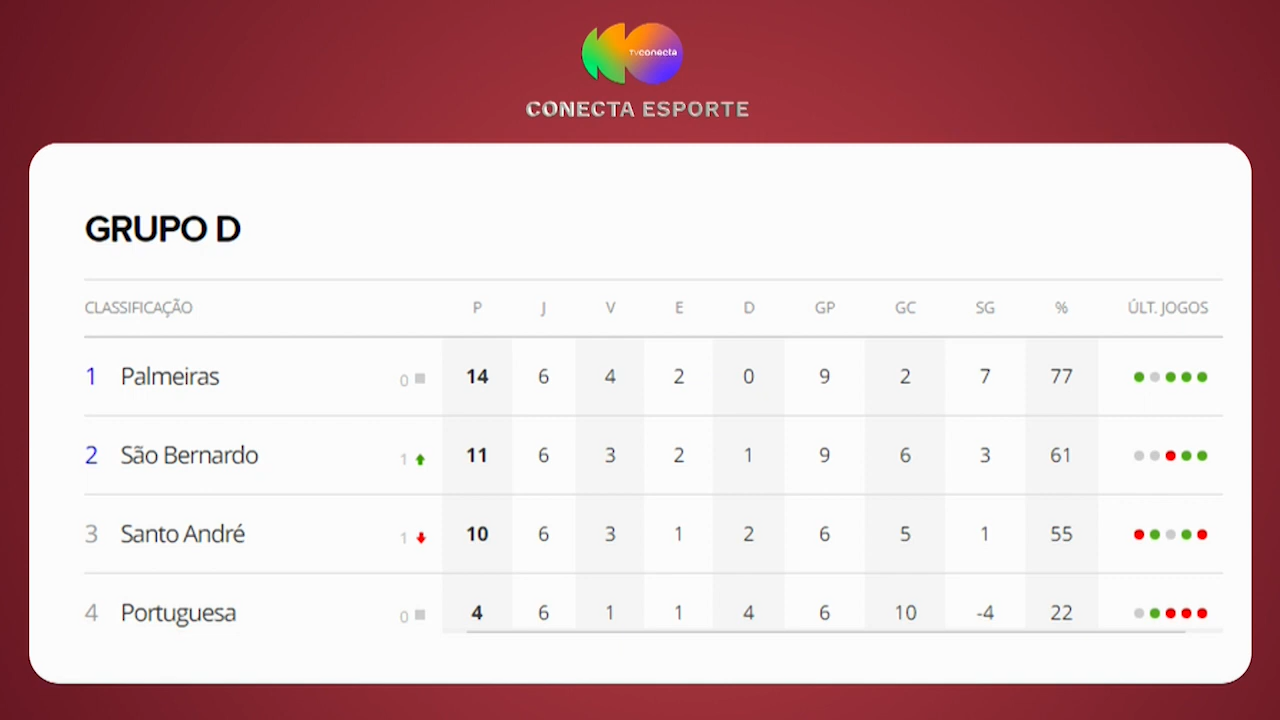 TVconecta
CONECTA ESPORTE
GRUPO D
CLASSIFICAÇÃO P J V E D GP GC SG % ÚLT. JOGOS
1 Palmeiras 0 14 6 4 2 0 9 2 7 77
2 São Bernardo 1 11 6 3 2 1 9 6 3 61
3 Santo André 1 10 6 3 1 2 6 5 1 55
4 Portuguesa 0 4 6 1 1 4 6 10 -4 22